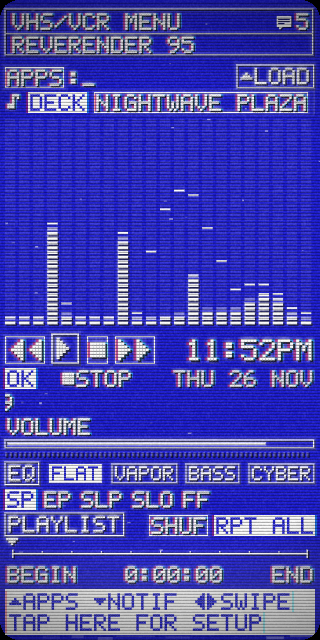 VHS/VCR MENU 5
REVERENDER 95
APPS:_ LOAD
DECK NIGHTWAVE PLAZA
11:52PM
OK STOP THU 26 NOV
VOLUME
EQ FLAT VAPOR BASS CYBER
SP EP SLP SLO FF
PLAYLIST SHUF RPT ALL
BEGIN 0:00:00 END
APPS NOTIF SWIPE
TAP HERE FOR SETUP